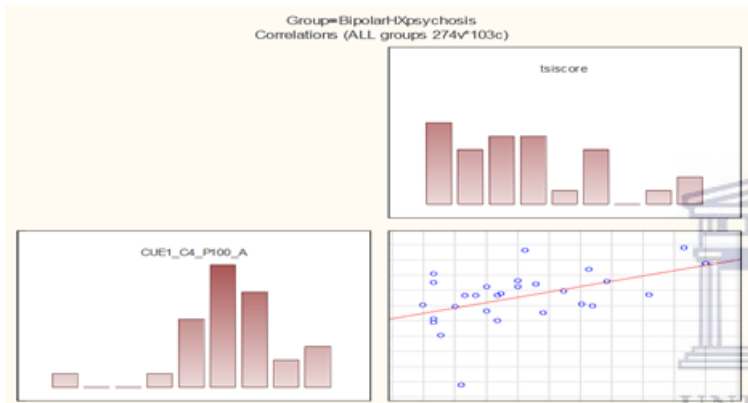 Group=BipolarHXpsychosis
Correlations (ALL groups 274v*103c)
tsiscore
CUE1_C4_P100_A